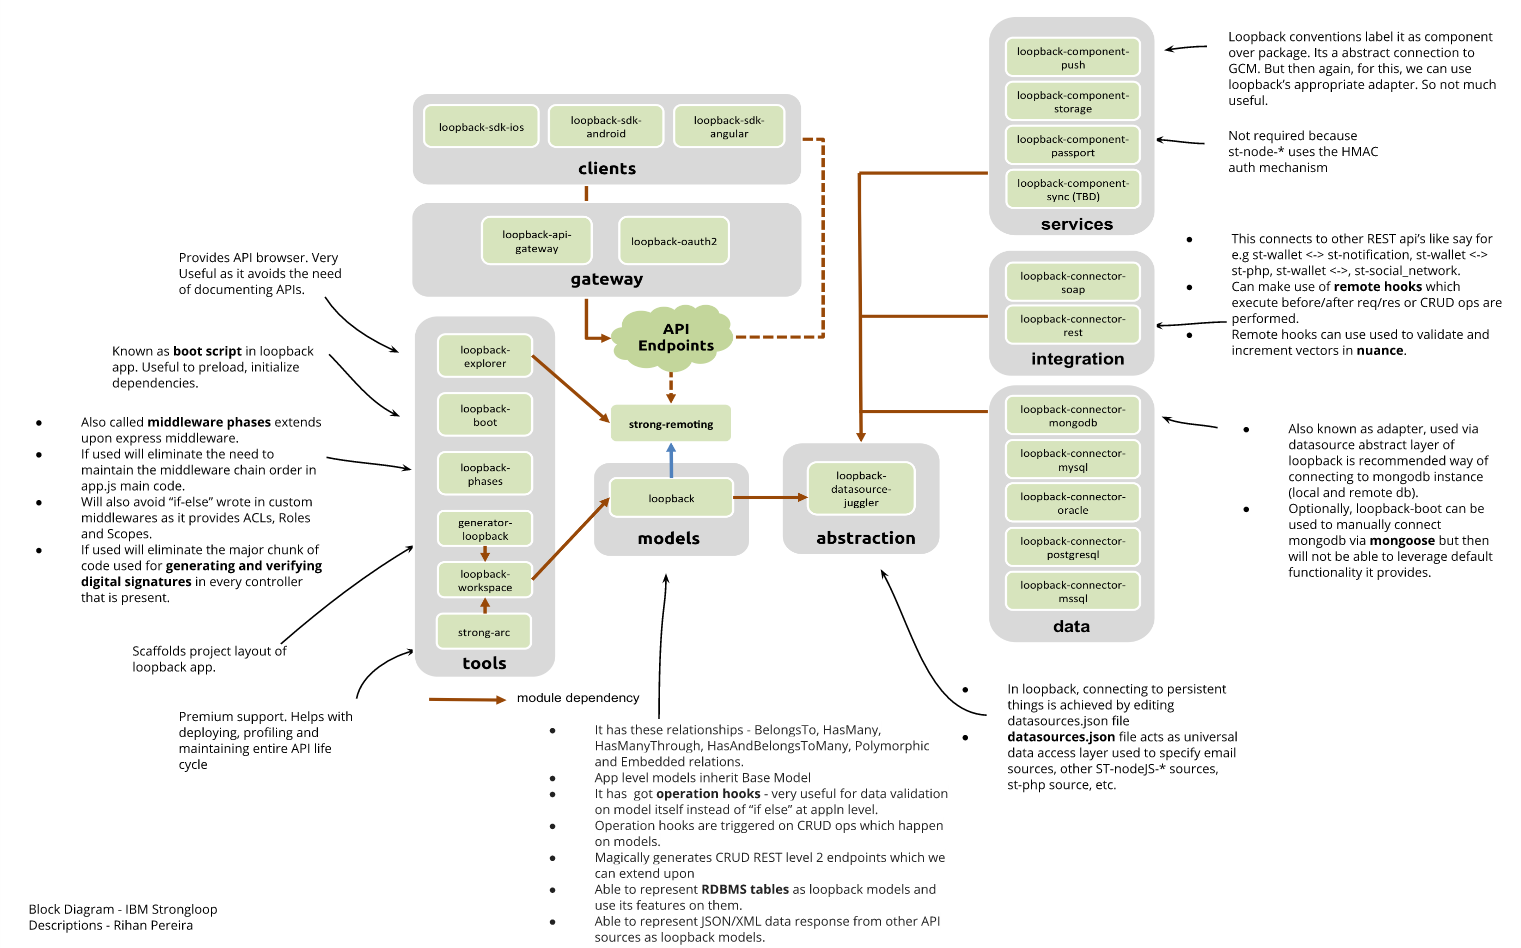 loopback-sdk-ios
loopback-sdk-
android
loopback-sdk-
angular
clients
loopback-api-
gateway
loopback-oauth2
gateway
API
Endpoints
strong-remoting
loopback
models
loopback-
datasource-
juggler
abstraction
loopback-
explorer
loopback-
boot
loopback-
phases
generator-
loopback
loopback-
workspace
strong-arc
tools
module dependency
loopback-component-
push
loopback-component-
storage
loopback-component-
passport
loopback-component-
sync (TBD)
services
loopback-connector-
soap
loopback-connector-
rest
integration
loopback-connector-
mongodb
loopback-connector-
mysql
loopback-connector-
oracle
loopback-connector-
postgresql
loopback-connector-
mssql
data
Provides API browser. Very
Useful as it avoids the need
of documenting APIs.
Known as boot script in loopback
app. Useful to preload, initialize
dependencies.
● Also called middleware phases extends
upon express middleware.
● If used will eliminate the need to
maintain the middleware chain order in
app.js main code.
● Will also avoid “if-else” wrote in custom
middlewares as it provides ACLs, Roles
and Scopes.
● If used will eliminate the major chunk of
code used for generating and verifying
digital signatures in every controller
that is present.
Scaffolds project layout of
loopback app.
Premium support. Helps with
deploying, profiling and
maintaining entire API life
cycle
● It has these relationships - BelongsTo, HasMany,
HasManyThrough, HasAndBelongsToMany, Polymorphic
and Embedded relations.
● App level models inherit Base Model
● It has got operation hooks - very useful for data validation
on model itself instead of “if else” at appln level.
● Operation hooks are triggered on CRUD ops which happen
on models.
● Magically generates CRUD REST level 2 endpoints which we
can extend upon
● Able to represent RDBMS tables as loopback models and
use its features on them.
● Able to represent JSON/XML data response from other API
sources as loopback models.
Loopback conventions label it as component
over package. Its a abstract connection to
GCM. But then again, for this, we can use
loopback’s appropriate adapter. So not much
useful.
Not required because
st-node-* uses the HMAC
auth mechanism
● This connects to other REST api’s like say for
e.g st-wallet <-> st-notification, st-wallet <->
st-php, st-wallet <->, st-social_network.
● Can make use of remote hooks which
execute before/after req/res or CRUD ops are
performed.
● Remote hooks can use used to validate and
increment vectors in nuance.
● Also known as adapter, used via
datasource abstract layer of
loopback is recommended way of
connecting to mongodb instance
(local and remote db).
● Optionally, loopback-boot can be
used to manually connect
mongodb via mongoose but then
will not be able to leverage default
functionality it provides.
● In loopback, connecting to persistent
things is achieved by editing
datasources.json file
● datasources.json file acts as universal
data access layer used to specify email
sources, other ST-nodeJS-* sources,
st-php source, etc.
Block Diagram - IBM Strongloop
Descriptions - Rihan Pereira